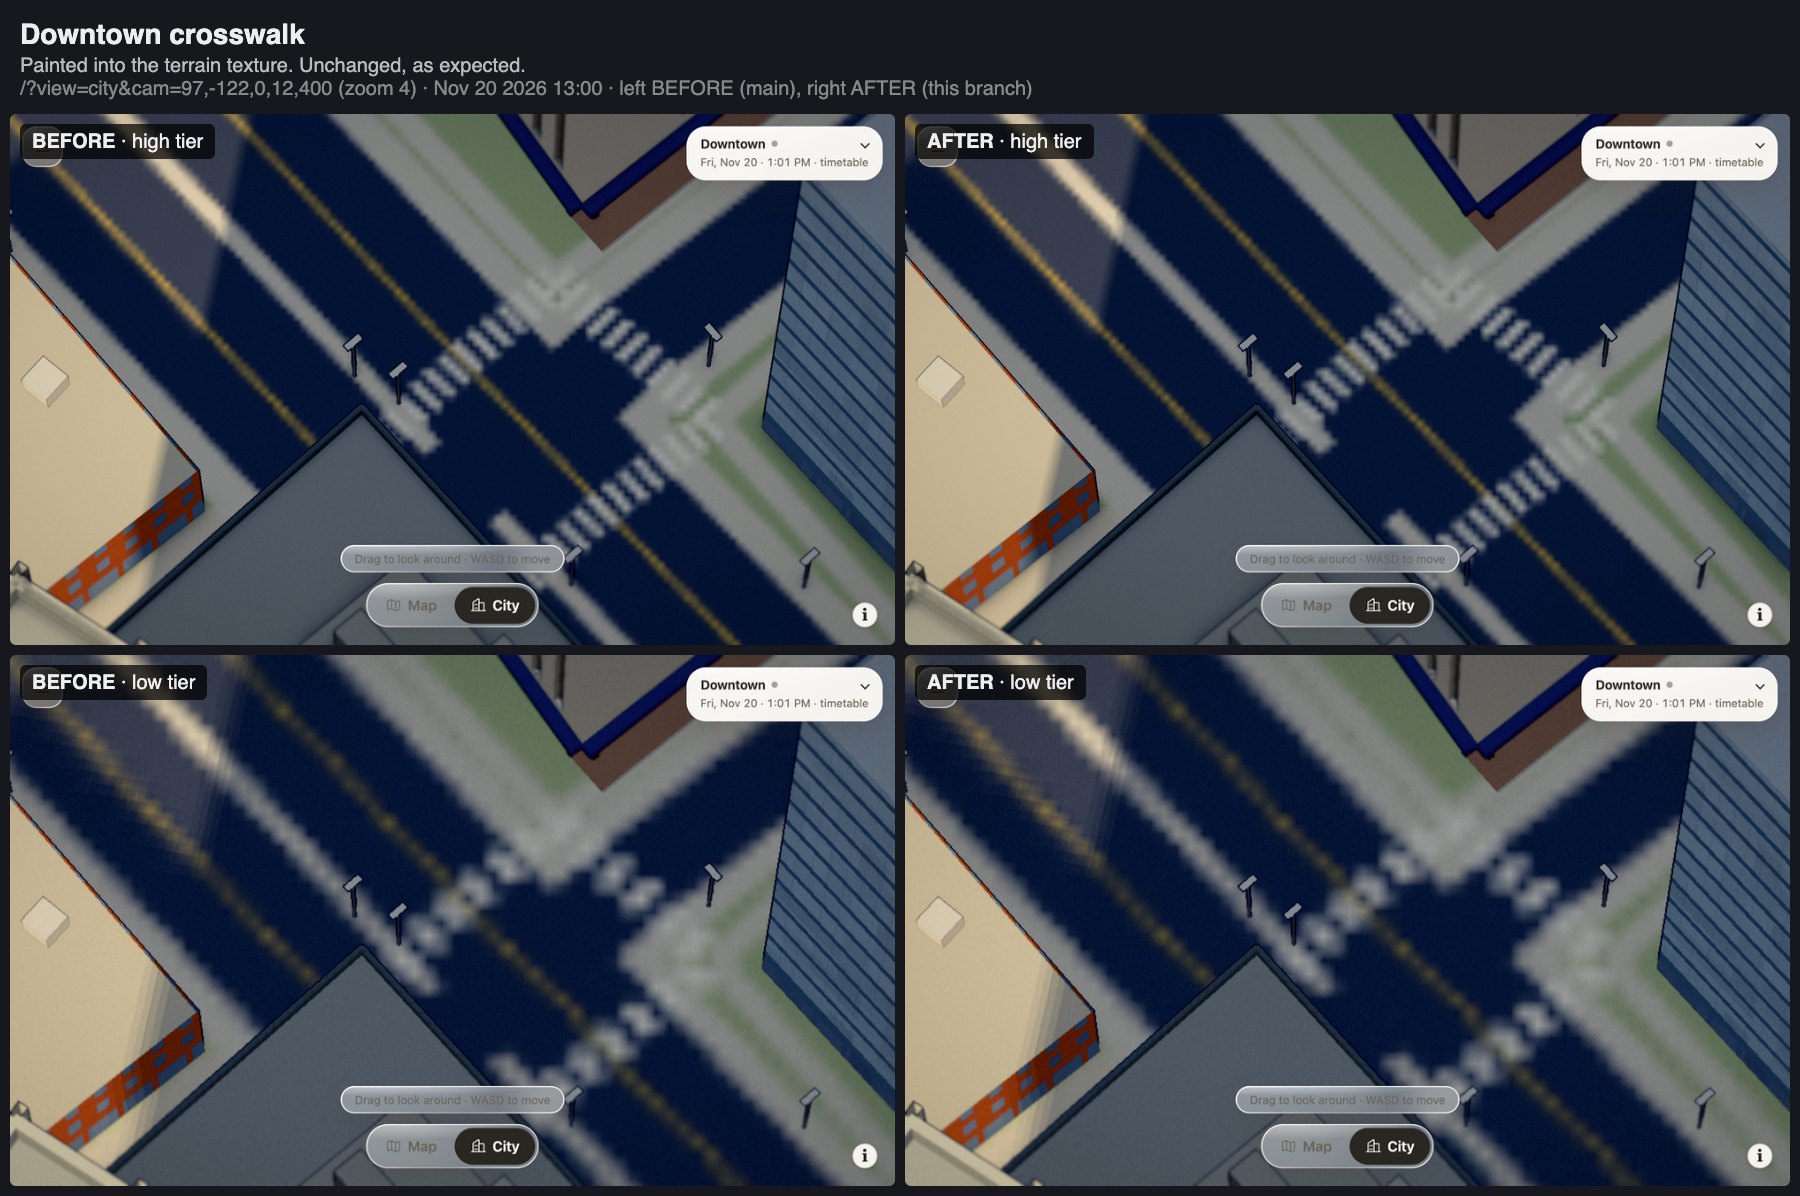 Downtown crosswalk
Painted into the terrain texture. Unchanged, as expected.
/?view=city&cam=97,-122,0,12,400 (zoom 4) · Nov 20 2026 13:00 · left BEFORE (main), right AFTER (this branch)
BEFORE · high tier
Downtown
Fri, Nov 20 · 1:01 PM · timetable
Drag to look around · WASD to move
Map
City
i
AFTER · high tier
Downtown
Fri, Nov 20 · 1:01 PM · timetable
Drag to look around · WASD to move
Map
City
i
BEFORE · low tier
Downtown
Fri, Nov 20 · 1:01 PM · timetable
Drag to look around · WASD to move
Map
City
i
AFTER · low tier
Downtown
Fri, Nov 20 · 1:01 PM · timetable
Drag to look around · WASD to move
Map
City
i